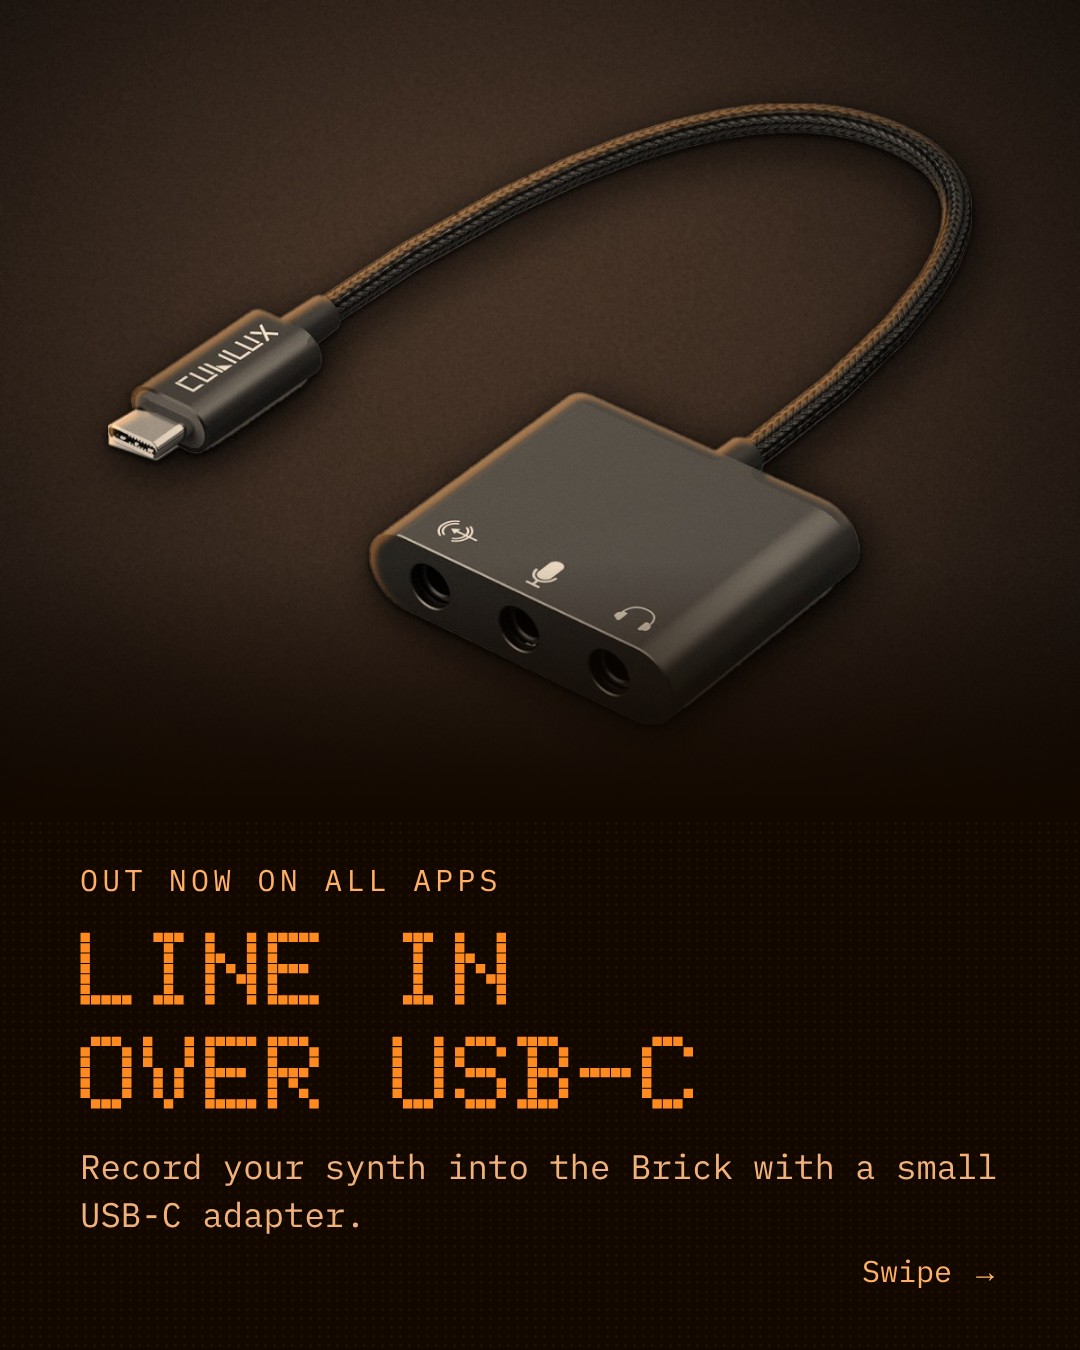 CUNLUX
OUT NOW ON ALL APPS
LINE IN
OVER USB-C
Record your synth into the Brick with a small
USB-C adapter.
Swipe →